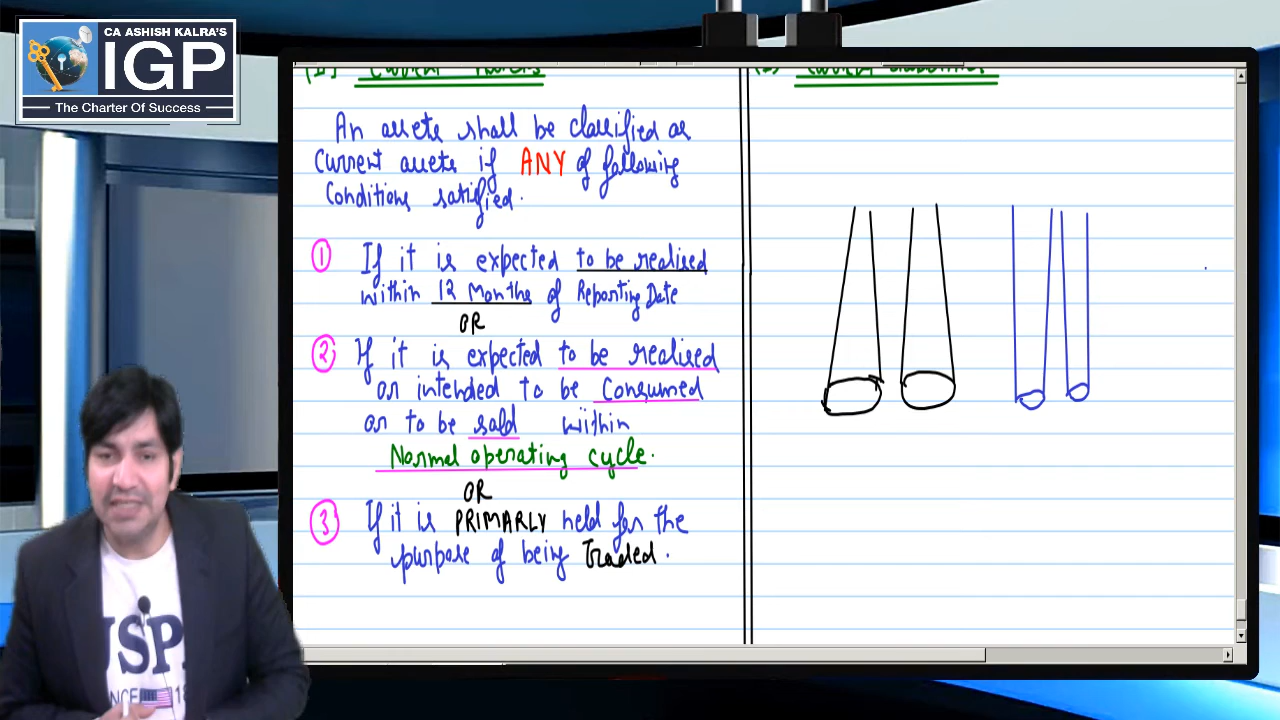 CA ASHISH KALRA'S
IGP
The Charter Of Success
An assets shall be classified as
Current assets if ANY of following
Conditions satisfied.
① If it is expected to be realised
within 12 Months of Reporting Date
OR
② If it is expected to be realised
or intended to be Consumed
or to be sold within
Normal operating cycle.
OR
③ If it is PRIMARLY held for the
purpose of being Traded.
USP